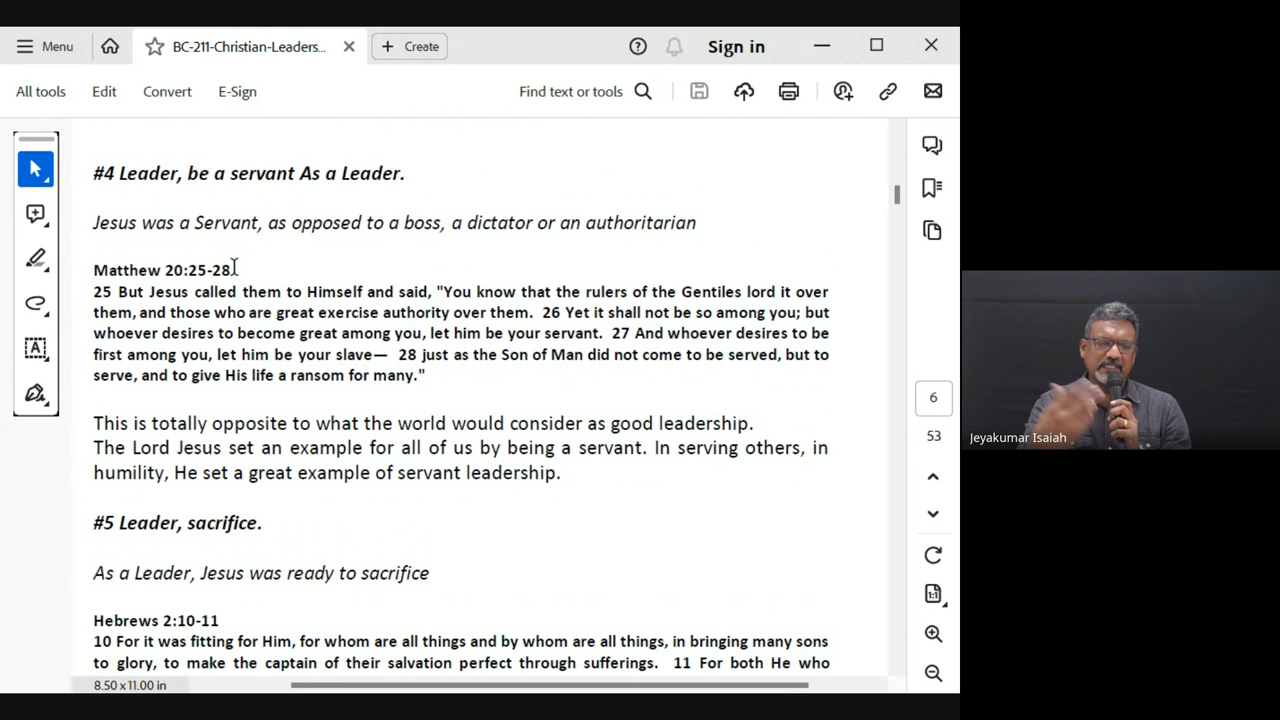 Menu
BC-211-Christian-Leaders...
Create
Sign in
All tools Edit Convert E-Sign
Find text or tools
#4 Leader, be a servant As a Leader.
Jesus was a Servant, as opposed to a boss, a dictator or an authoritarian
Matthew 20:25-28
25 But Jesus called them to Himself and said, "You know that the rulers of the Gentiles lord it over
them, and those who are great exercise authority over them. 26 Yet it shall not be so among you; but
whoever desires to become great among you, let him be your servant. 27 And whoever desires to be
first among you, let him be your slave— 28 just as the Son of Man did not come to be served, but to
serve, and to give His life a ransom for many."
This is totally opposite to what the world would consider as good leadership.
The Lord Jesus set an example for all of us by being a servant. In serving others, in
humility, He set a great example of servant leadership.
#5 Leader, sacrifice.
As a Leader, Jesus was ready to sacrifice
Hebrews 2:10-11
10 For it was fitting for Him, for whom are all things and by whom are all things, in bringing many sons
to glory, to make the captain of their salvation perfect through sufferings. 11 For both He who
8.50 x 11.00 in
6
53
1:1
Jeyakumar Isaiah